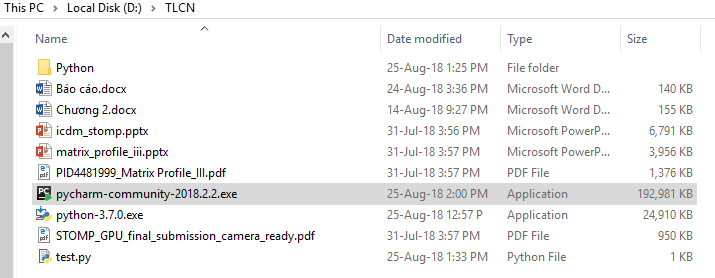 This PC > Local Disk (D:) > TLCN
Name Date modified Type Size
Python 25-Aug-18 1:25 PM File folder
Báo cáo.docx 24-Aug-18 3:36 PM Microsoft Word D... 140 KB
Chương 2.docx 14-Aug-18 9:27 PM Microsoft Word D... 155 KB
icdm_stomp.pptx 31-Jul-18 3:56 PM Microsoft PowerP... 6,791 KB
matrix_profile_iii.pptx 31-Jul-18 3:57 PM Microsoft PowerP... 3,956 KB
PID4481999_Matrix Profile_III.pdf 31-Jul-18 3:57 PM PDF File 1,376 KB
pycharm-community-2018.2.2.exe 25-Aug-18 2:00 PM Application 192,981 KB
python-3.7.0.exe 25-Aug-18 12:57 P Application 24,910 KB
STOMP_GPU_final_submission_camera_ready.pdf 31-Jul-18 3:57 PM PDF File 950 KB
test.py 25-Aug-18 1:33 PM Python File 1 KB